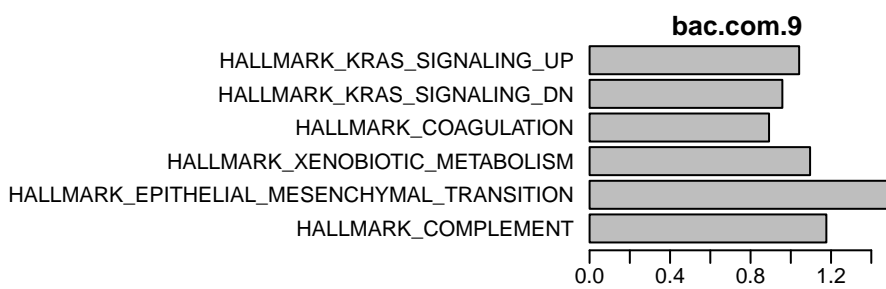 bac.com.9
HALLMARK_KRAS_SIGNALING_UP
HALLMARK_KRAS_SIGNALING_DN
HALLMARK_COAGULATION
HALLMARK_XENOBIOTIC_METABOLISM
HALLMARK_EPITHELIAL_MESENCHYMAL_TRANSITION
HALLMARK_COMPLEMENT
0.0 0.4 0.8 1.2